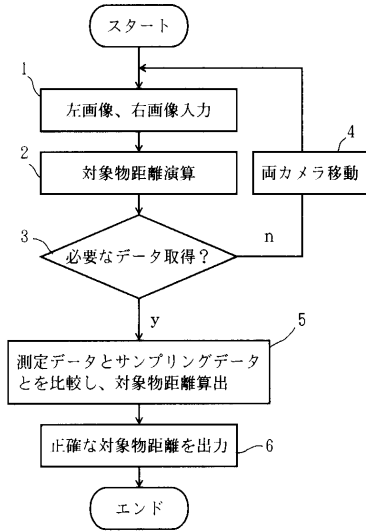 スタート
1
左画像、右画像入力
2
対象物距離演算
4
両カメラ移動
3
必要なデータ取得？
n
y
5
測定データとサンプリングデータ
とを比較し、対象物距離算出
正確な対象物距離を出力
6
エンド